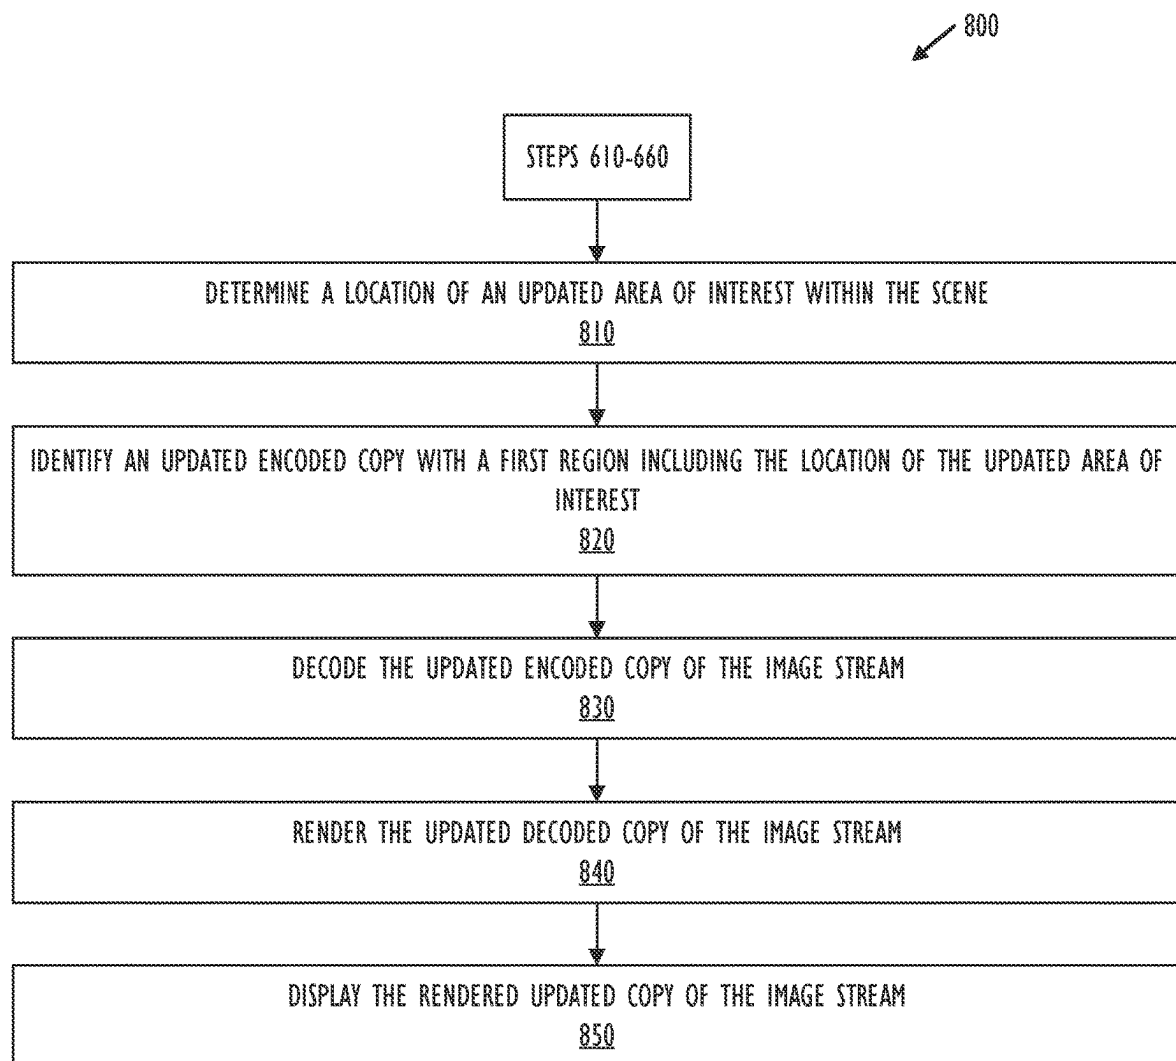 800
STEPS 610-660
DETERMINE A LOCATION OF AN UPDATED AREA OF INTEREST WITHIN THE SCENE
810
IDENTIFY AN UPDATED ENCODED COPY WITH A FIRST REGION INCLUDING THE LOCATION OF THE UPDATED AREA OF
INTEREST
820
DECODE THE UPDATED ENCODED COPY OF THE IMAGE STREAM
830
RENDER THE UPDATED DECODED COPY OF THE IMAGE STREAM
840
DISPLAY THE RENDERED UPDATED COPY OF THE IMAGE STREAM
850